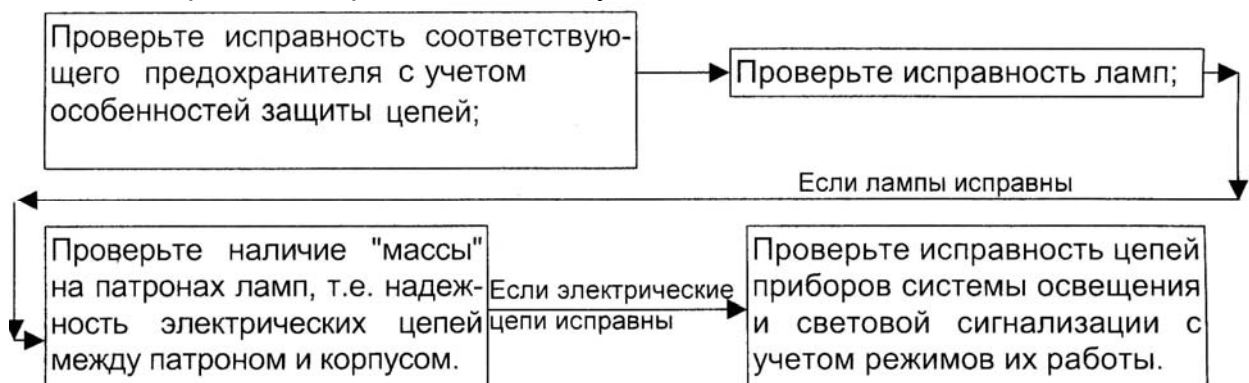 Проверьте исправность соответствую-
щего предохранителя с учетом
особенностей защиты цепей;
Проверьте исправность ламп;
Если лампы исправны
Проверьте наличие "массы"
на патронах ламп, т.е. надеж-
ность электрических цепей
между патроном и корпусом.
Если электрические
цепи исправны
Проверьте исправность цепей
приборов системы освещения
и световой сигнализации с
учетом режимов их работы.